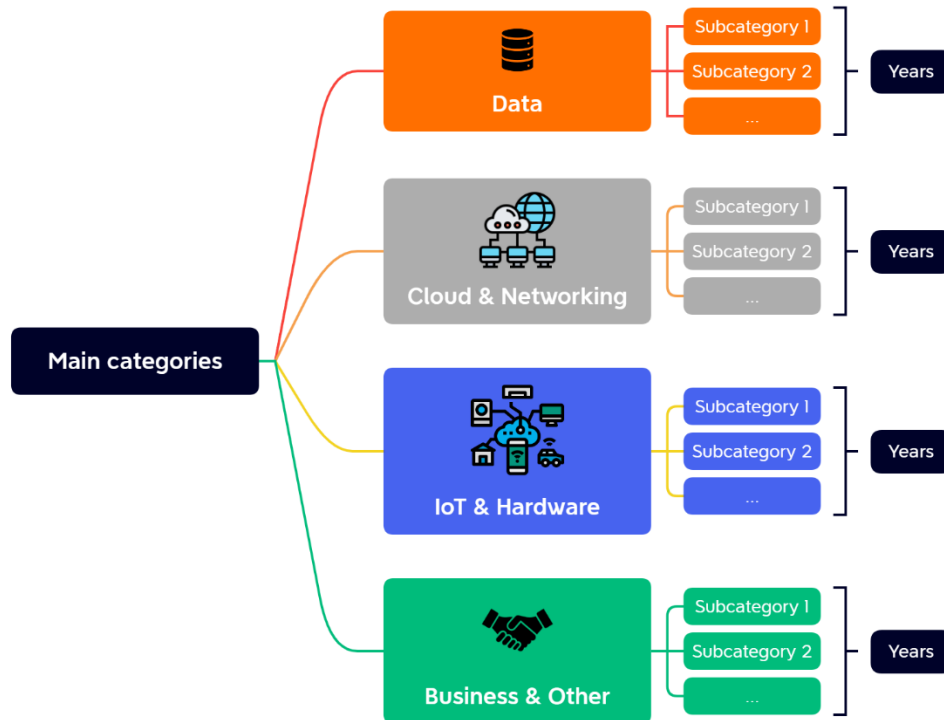 Main categories
Data
Subcategory 1
Subcategory 2
...
Years
Cloud & Networking
Subcategory 1
Subcategory 2
...
Years
IoT & Hardware
Subcategory 1
Subcategory 2
...
Years
Business & Other
Subcategory 1
Subcategory 2
...
Years